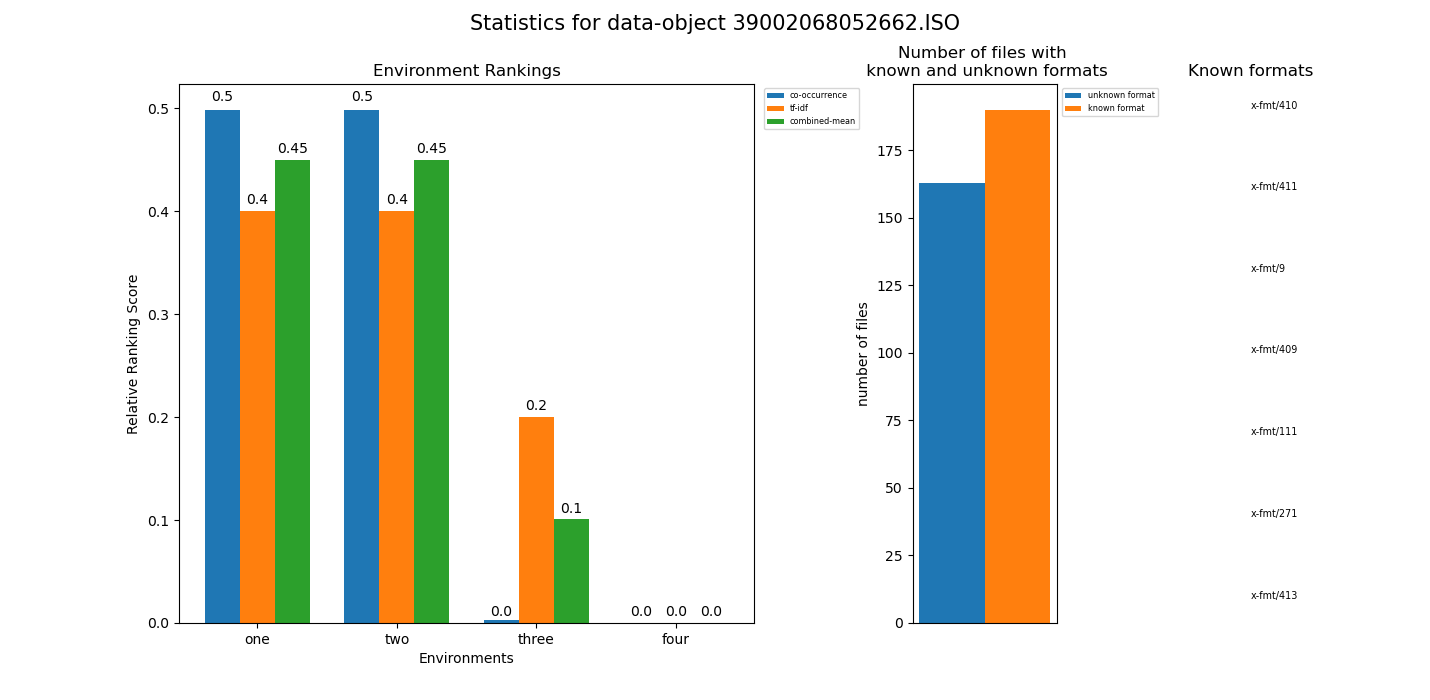 Statistics for data-object 39002068052662.ISO
Environment Rankings
0.5
0.4
0.3
0.2
0.1
0.0
Relative Ranking Score
0.5
0.4
0.45
0.5
0.4
0.45
0.0
0.2
0.1
0.0
0.0
0.0
one
two
three
four
Environments
co-occurrence
tf-idf
combined-mean
Number of files with
known and unknown formats
175
150
125
100
75
50
25
0
number of files
unknown format
known format
Known formats
x-fmt/410
x-fmt/411
x-fmt/9
x-fmt/409
x-fmt/111
x-fmt/271
x-fmt/413